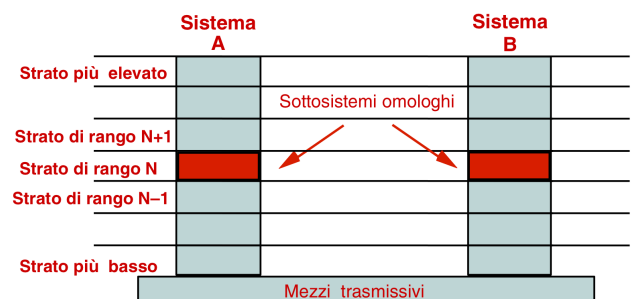 Sistema A
Sistema B
Strato più elevato
Sottosistemi omologhi
Strato di rango N+1
Strato di rango N
Strato di rango N–1
Strato più basso
Mezzi trasmissivi